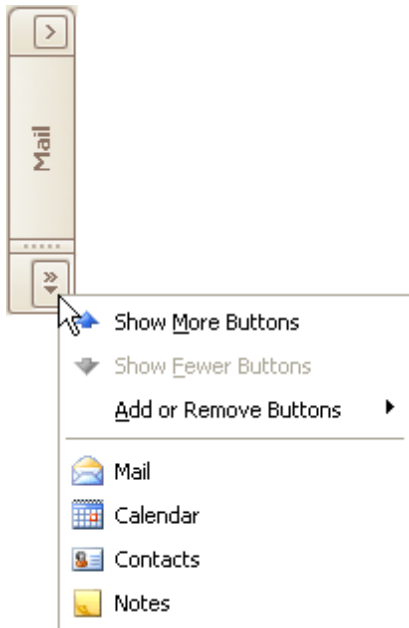 Mail
Show More Buttons
Show Fewer Buttons
Add or Remove Buttons
Mail
Calendar
Contacts
Notes